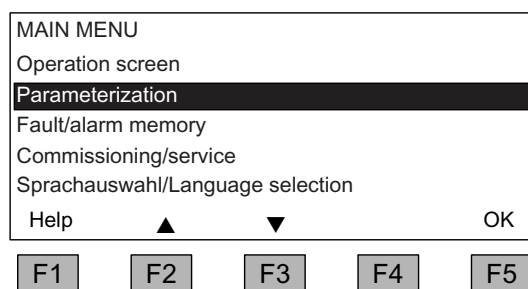 MAIN MENU
Operation screen
Parameterization
Fault/alarm memory
Commissioning/service
Sprachauswahl/Language selection
Help ▲ ▼ OK
F1 F2 F3 F4 F5